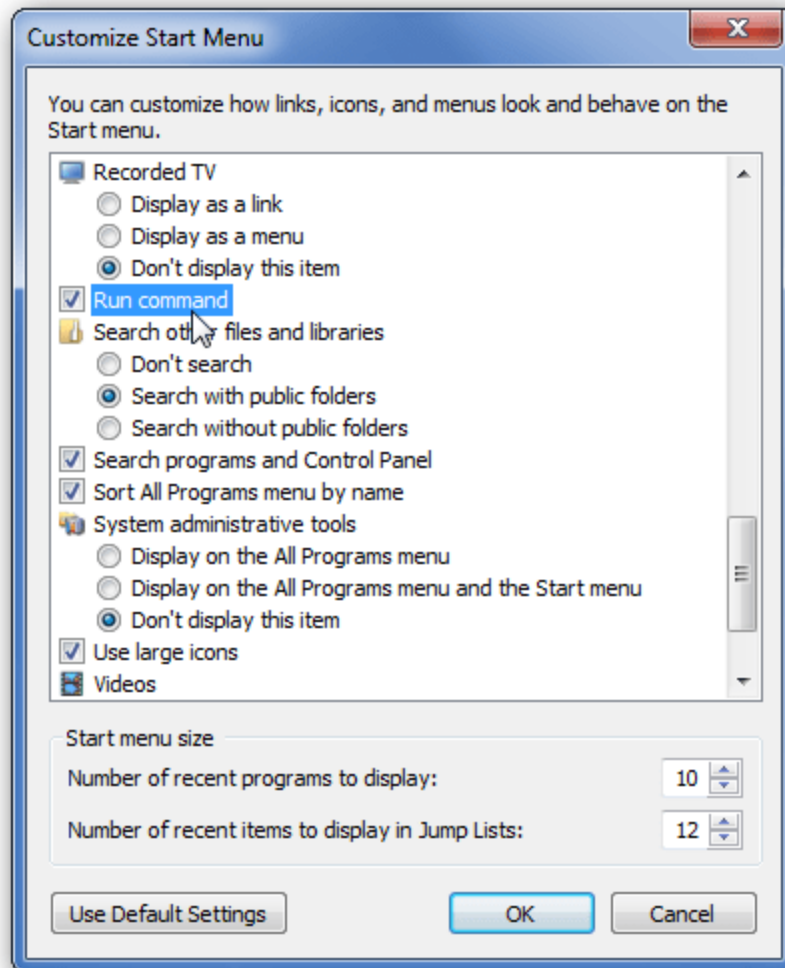 Customize Start Menu
You can customize how links, icons, and menus look and behave on the
Start menu.
Recorded TV
Display as a link
Display as a menu
Don't display this item
Run command
Search other files and libraries
Don't search
Search with public folders
Search without public folders
Search programs and Control Panel
Sort All Programs menu by name
System administrative tools
Display on the All Programs menu
Display on the All Programs menu and the Start menu
Don't display this item
Use large icons
Videos
Start menu size
Number of recent programs to display: 10
Number of recent items to display in Jump Lists: 12
Use Default Settings OK Cancel